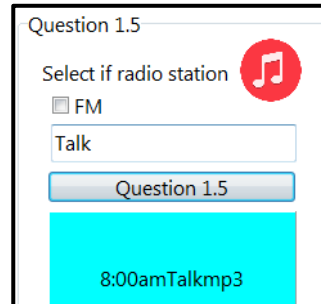 Question 1.5
Select if radio station
FM
Talk
Question 1.5
8:00amTalkmp3